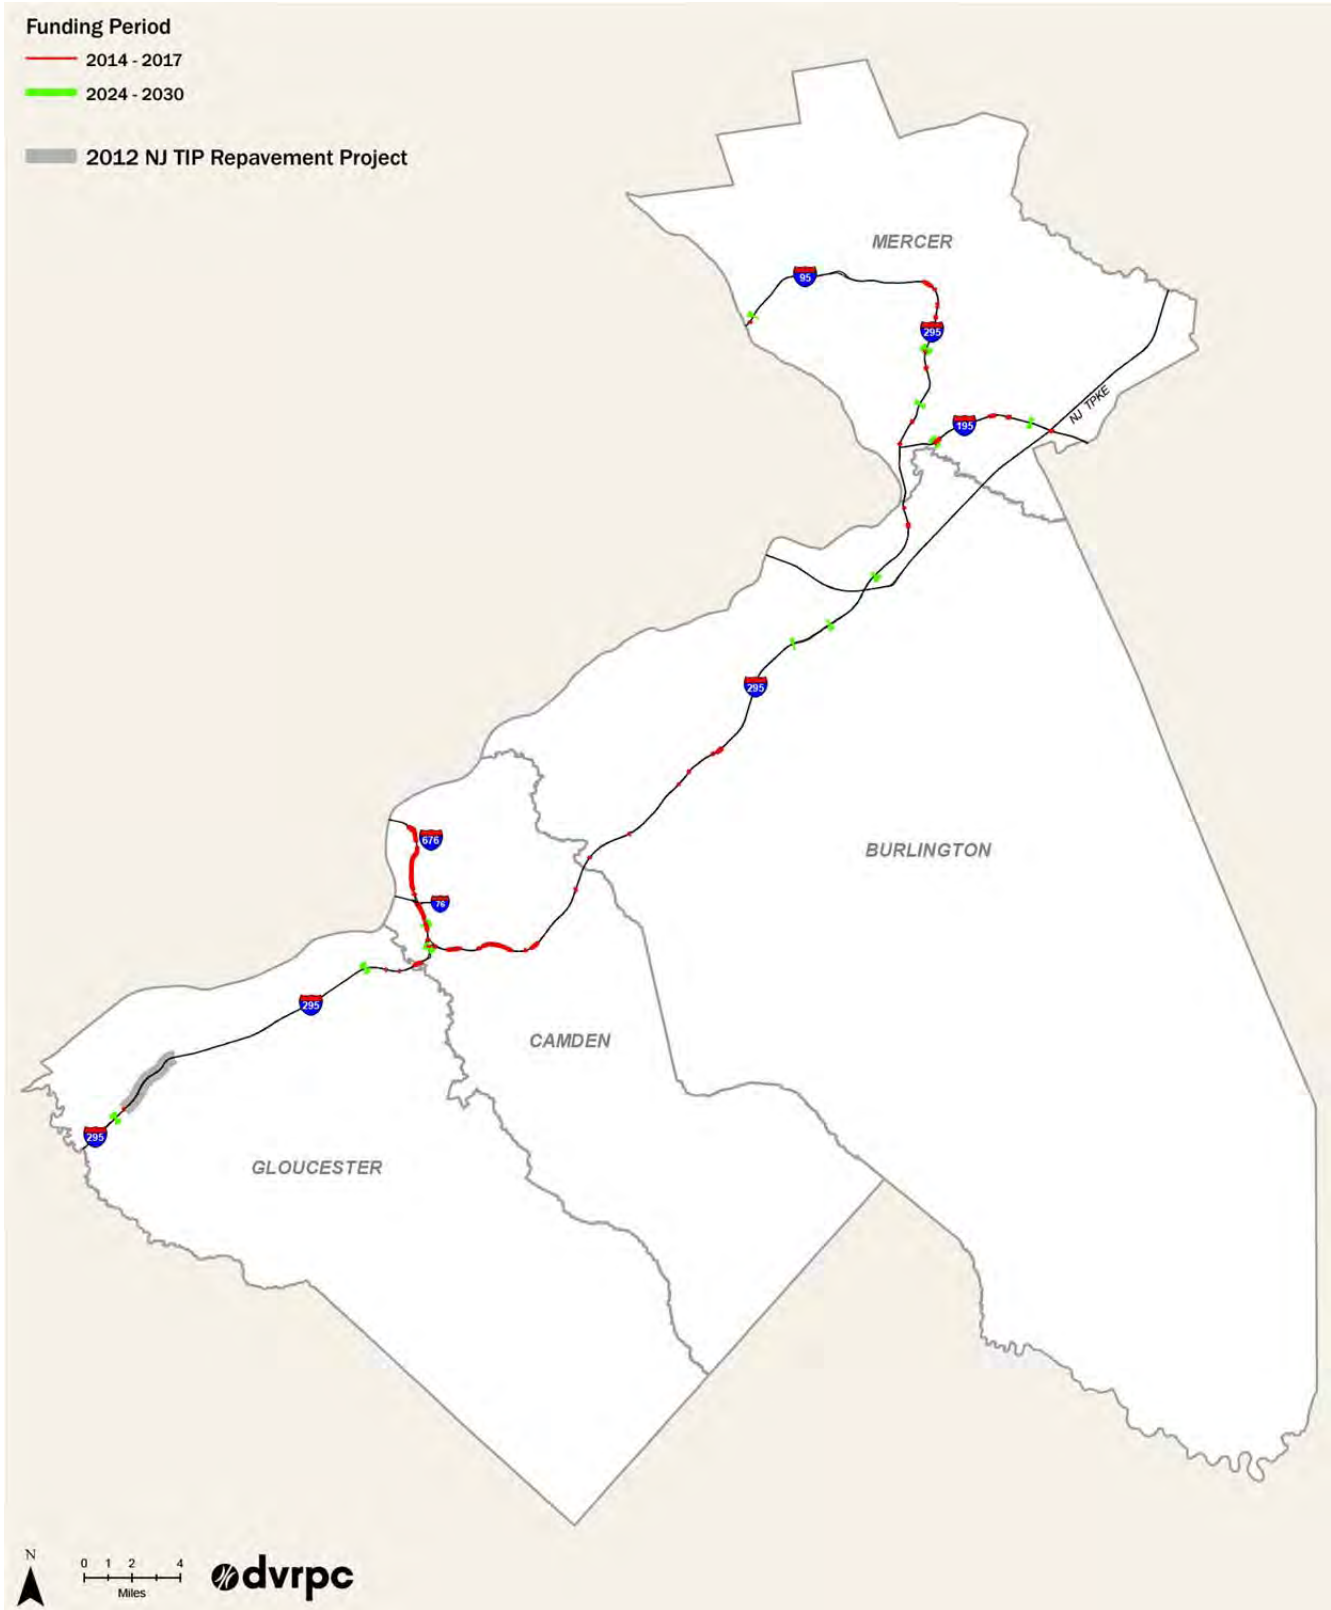 Funding Period
2014 - 2017
2024 - 2030
2012 NJ TIP Repavement Project
MERCER
95
295
NJ TPKE
195
295
676
BURLINGTON
76
295
CAMDEN
295
GLOUCESTER
N
0 1 2 4
Miles
dvrpc